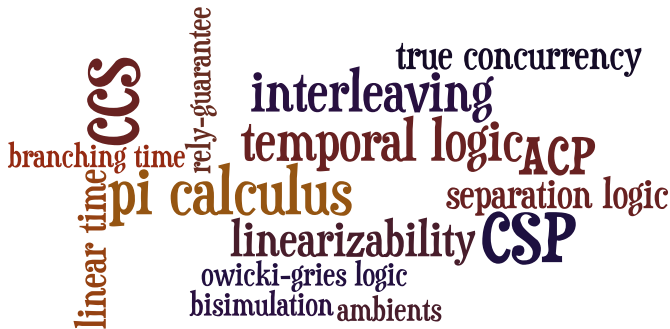 true concurrency
CCS
rely-guarantee
interleaving
temporal logic
branching time
ACP
linear time
pi calculus
separation logic
linearizability
CSP
owicki-gries logic
bisimulation
ambients